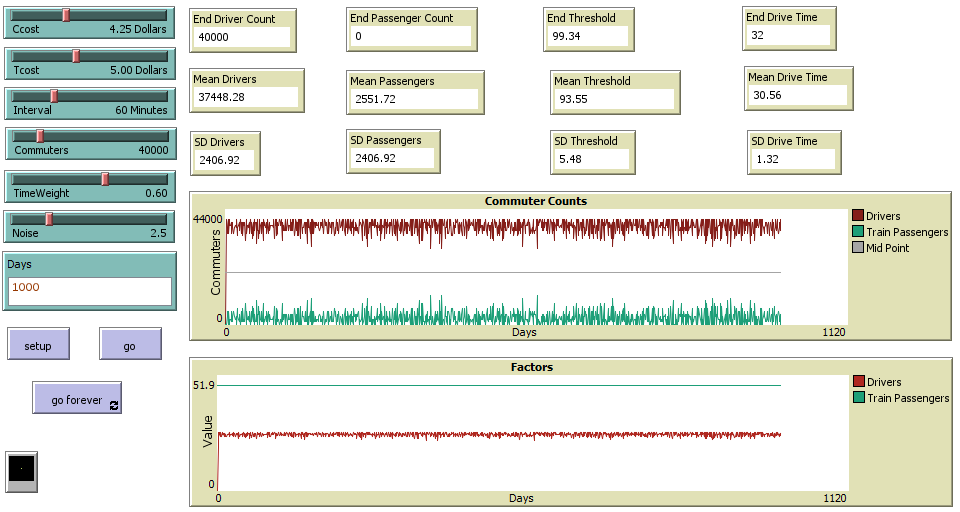 Ccost 4.25 Dollars
Tcost 5.00 Dollars
Interval 60 Minutes
Commuters 40000
TimeWeight 0.60
Noise 2.5
Days
1000
setup go
go forever
End Driver Count
40000
End Passenger Count
0
End Threshold
99.34
End Drive Time
32
Mean Drivers
37448.28
Mean Passengers
2551.72
Mean Threshold
93.55
Mean Drive Time
30.56
SD Drivers
2406.92
SD Passengers
2406.92
SD Threshold
5.48
SD Drive Time
1.32
Commuter Counts
44000
Commuters
0
0 Days 1120
Drivers
Train Passengers
Mid Point
Factors
51.9
Value
0
0 Days 1120
Drivers
Train Passengers